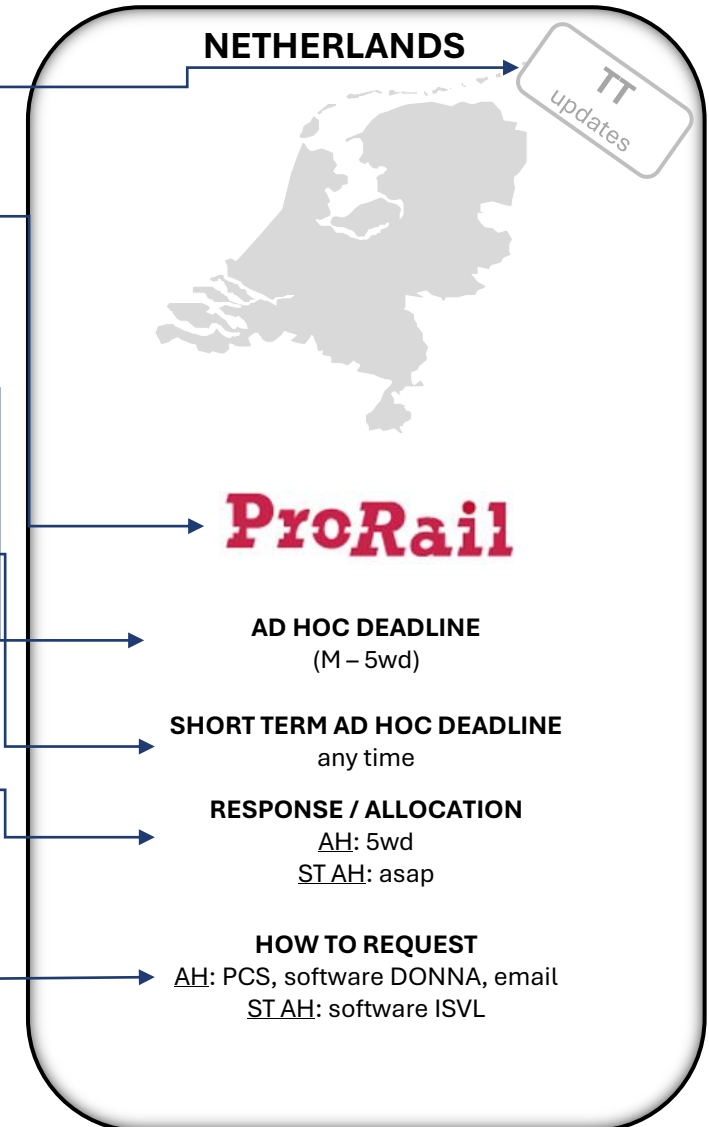 NETHERLANDS
TT
updates
ProRail
AD HOC DEADLINE
(M – 5wd)
SHORT TERM AD HOC DEADLINE
any time
RESPONSE / ALLOCATION
AH: 5wd
ST AH: asap
HOW TO REQUEST
AH: PCS, software DONNA, email
ST AH: software ISVL